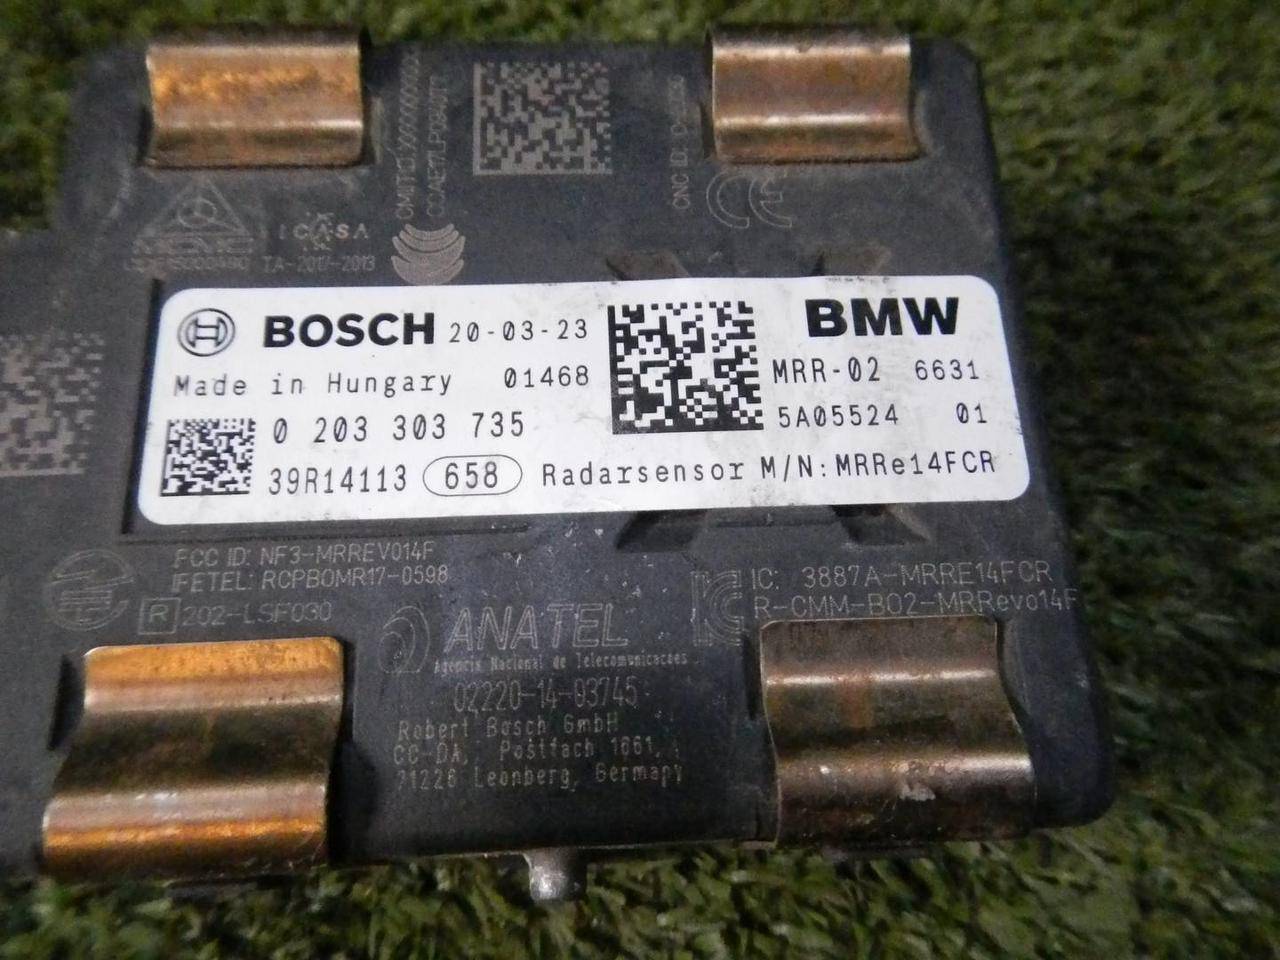 ICASA
TA-2017-2013
BOSCH 20-03-23
Made in Hungary 01468
0 203 303 735
39R14113 658 Radarsensor M/N:MRRe14FCR
BMW
MRR-02 6631
5A05524 01
FCC ID: NF3-MRREVO14F
IFETEL: RCPBOMR17-0598
R 202-LSF030
IC: 3887A-MRRE14FCR
R-CMM-BO2-MRRevo14F
ANATEL
Agência Nacional de Telecomunicações
02220-14-03745
Robert Bosch GmbH
CC-DA, Postfach 1661,
71226 Leonberg, Germany